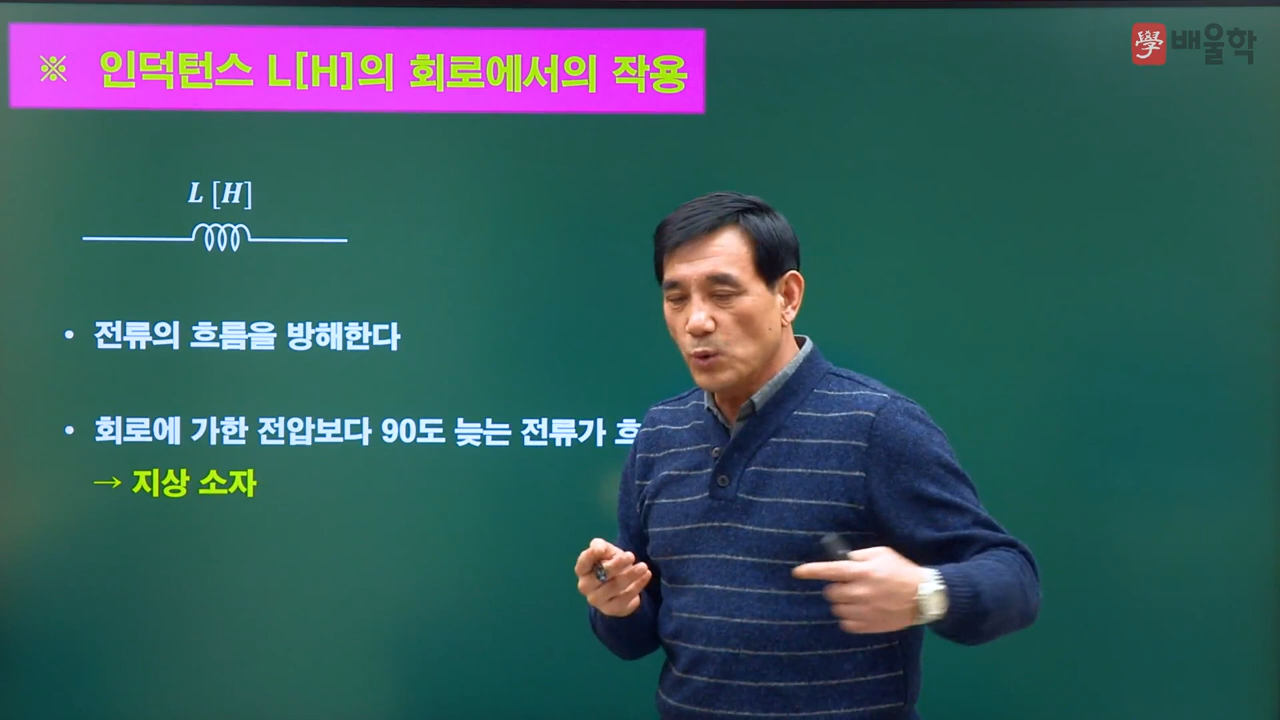 ※ 인덕턴스 L[H]의 회로에서의 작용
學 배울학
L [H]
• 전류의 흐름을 방해한다
• 회로에 가한 전압보다 90도 늦는 전류가
→ 지상 소자